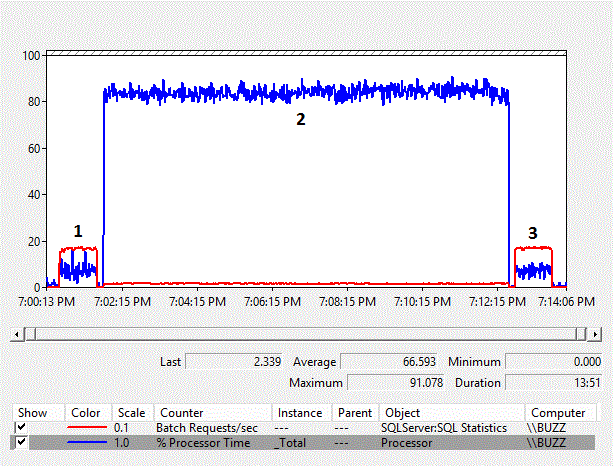 100
80
60
40
20
0
1
2
3
7:00:13 PM 7:02:15 PM 7:04:15 PM 7:06:15 PM 7:08:15 PM 7:10:15 PM 7:12:15 PM 7:14:06 PM
Last 2.339 Average 66.593 Minimum 0.000
Maximum 91.078 Duration 13:51
Show Color Scale Counter Instance Parent Object Computer
0.1 Batch Requests/sec --- --- SQLServer:SQL Statistics \\BUZZ
1.0 % Processor Time _Total --- Processor \\BUZZ